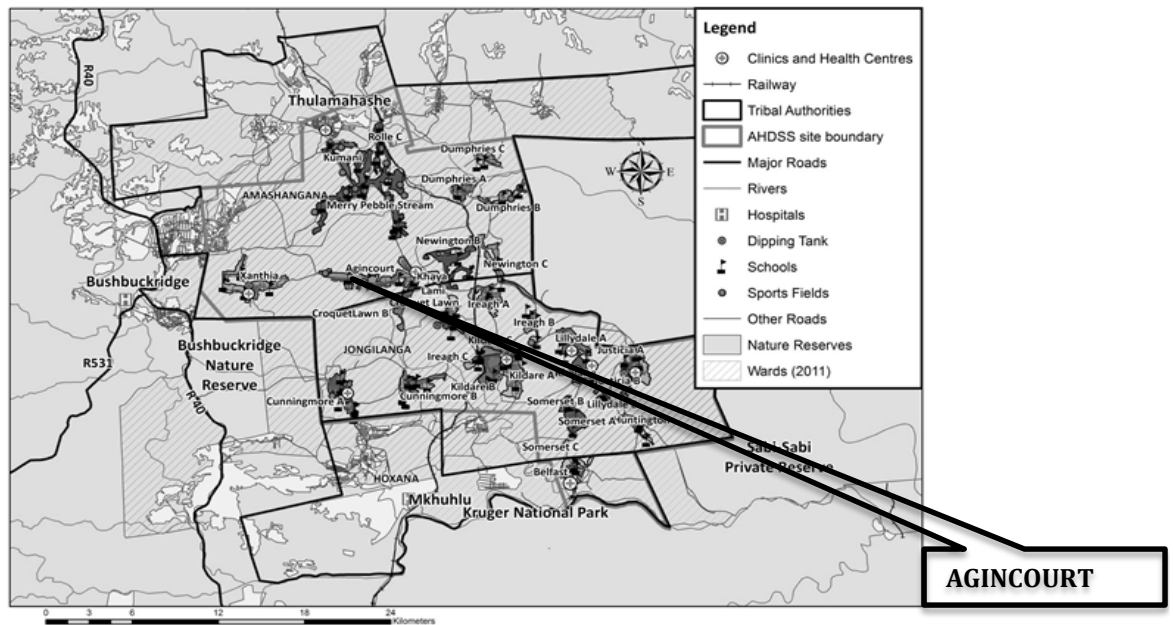 Legend
Clinics and Health Centres
Railway
Tribal Authorities
AHDSS site boundary
Major Roads
Rivers
Hospitals
Dipping Tank
Schools
Sports Fields
Other Roads
Nature Reserves
Wards (2011)
R40
Thulamahashe
Rolle C
Kumani
Dumphries C
N
W
E
S
Dumphries A
AMASHANGANA
Merry Pebble Stream
Dumphries B
Newington B
Newington C
Agincourt
Khaya
Lami
Xanthia
Bushbuckridge
Croquet Lawn
Ireagh A
CroquetLawn B
Ireagh B
Lillydale A
Justicia A
R531
Bushbuckridge
Nature
Reserve
JONGILANGA
Ireagh C
Kildare A
Kildare B
R 40
Cunningmore A
Cunningmore B
Somerset B
Somerset A
Huntington
Somerset C
Sabi-Sabi
Private Reserve
Belfast
HOXANA
Mkhuhlu
Kruger National Park
AGINCOURT
0 3 6 12 18 24
Kilometers